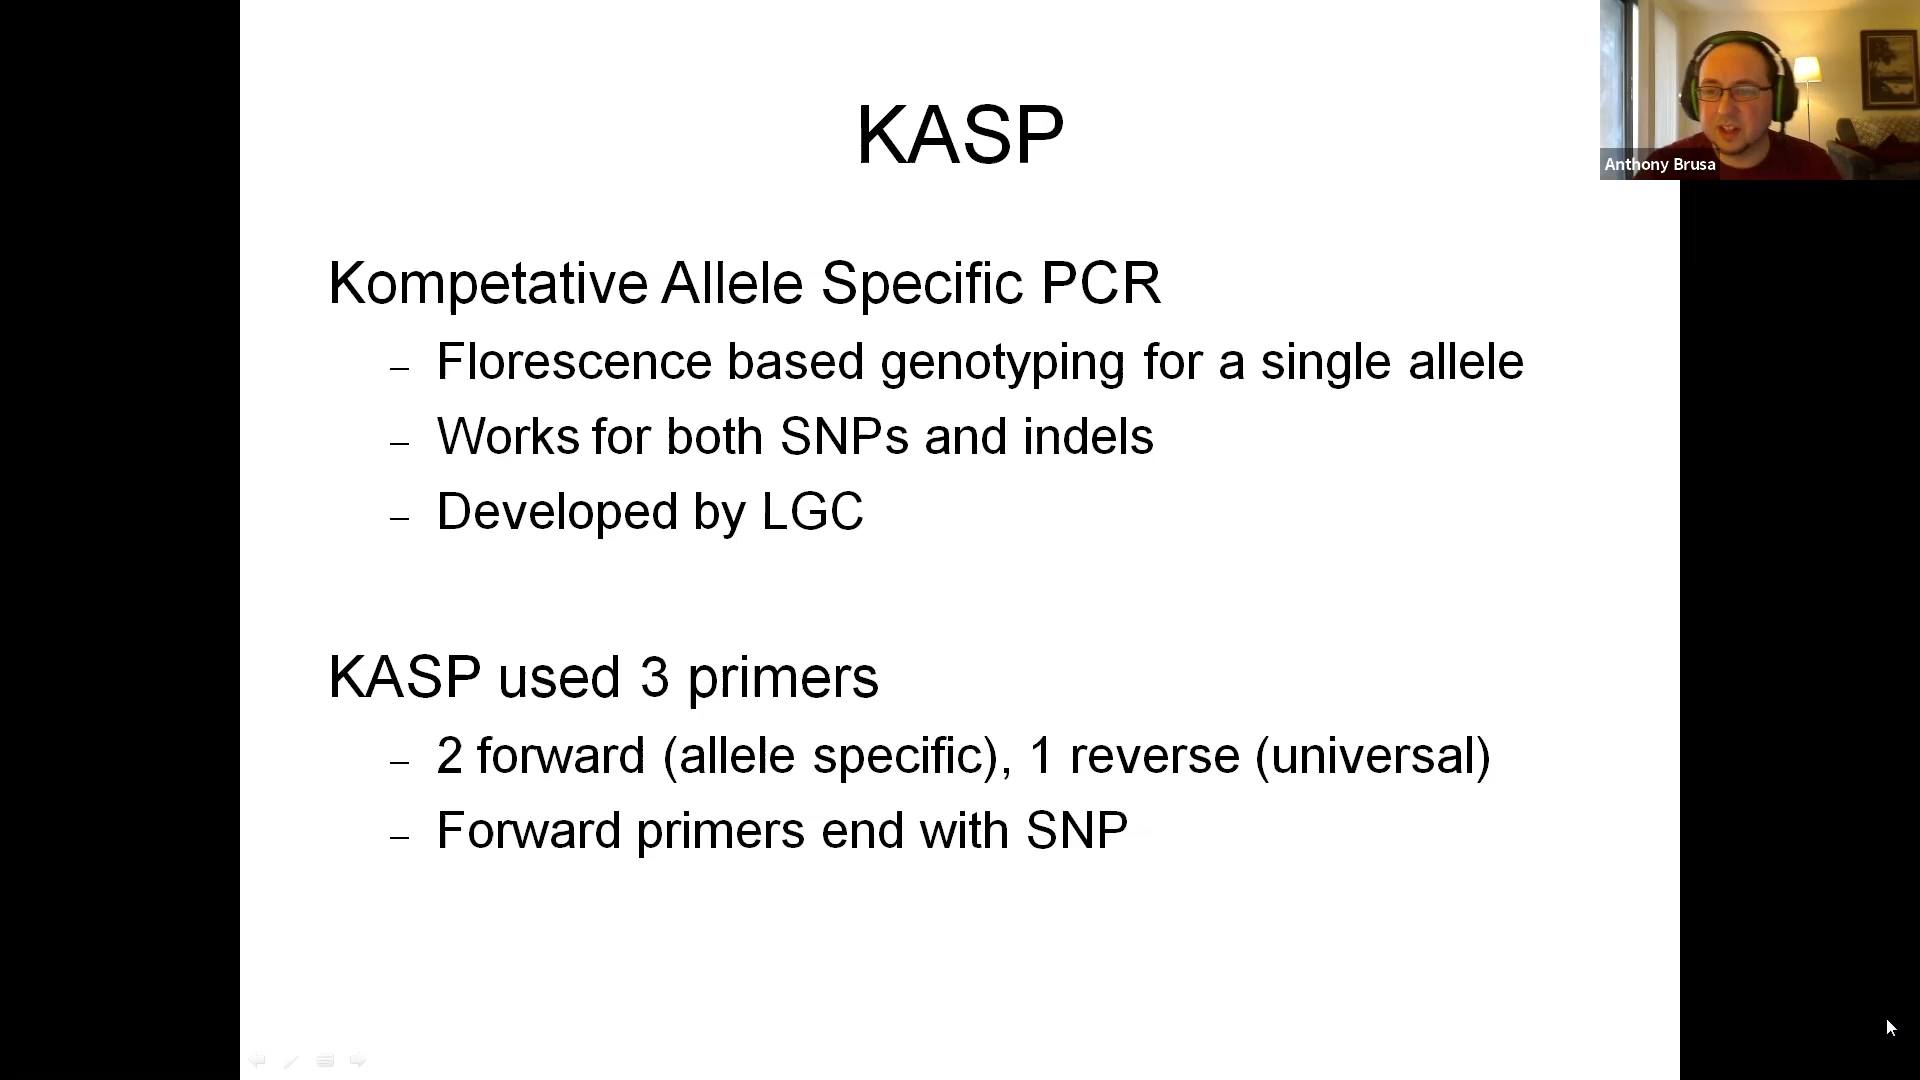 KASP
Anthony Brusa
Kompetative Allele Specific PCR
– Florescence based genotyping for a single allele
– Works for both SNPs and indels
– Developed by LGC
KASP used 3 primers
– 2 forward (allele specific), 1 reverse (universal)
– Forward primers end with SNP